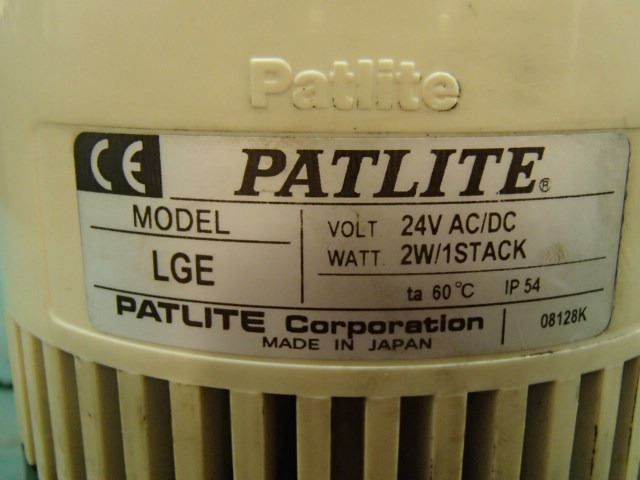 Patlite
CE PATLITE®
MODEL
LGE
VOLT. 24V AC/DC
WATT. 2W/1STACK
ta 60°C IP 54
PATLITE Corporation
MADE IN JAPAN
08128K